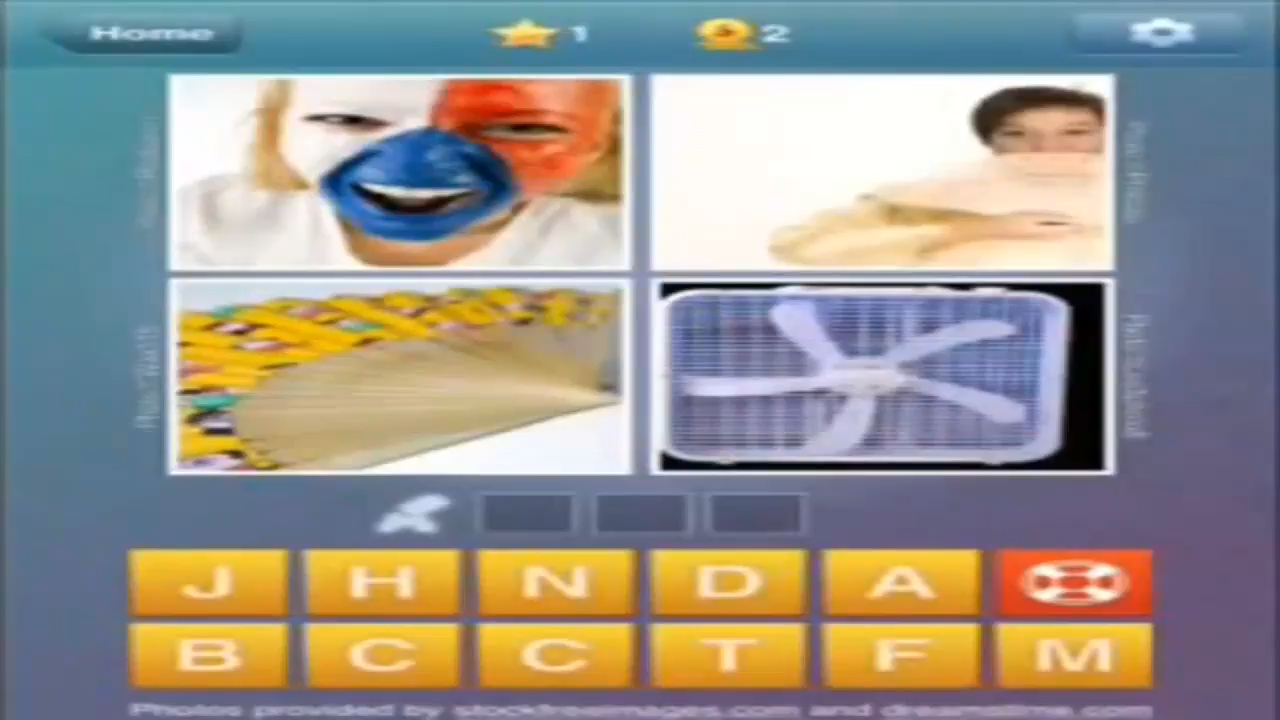 Home
1
2
J H N D A
B C C T F M
Photos provided by stockfreeimages.com and dreamstime.com